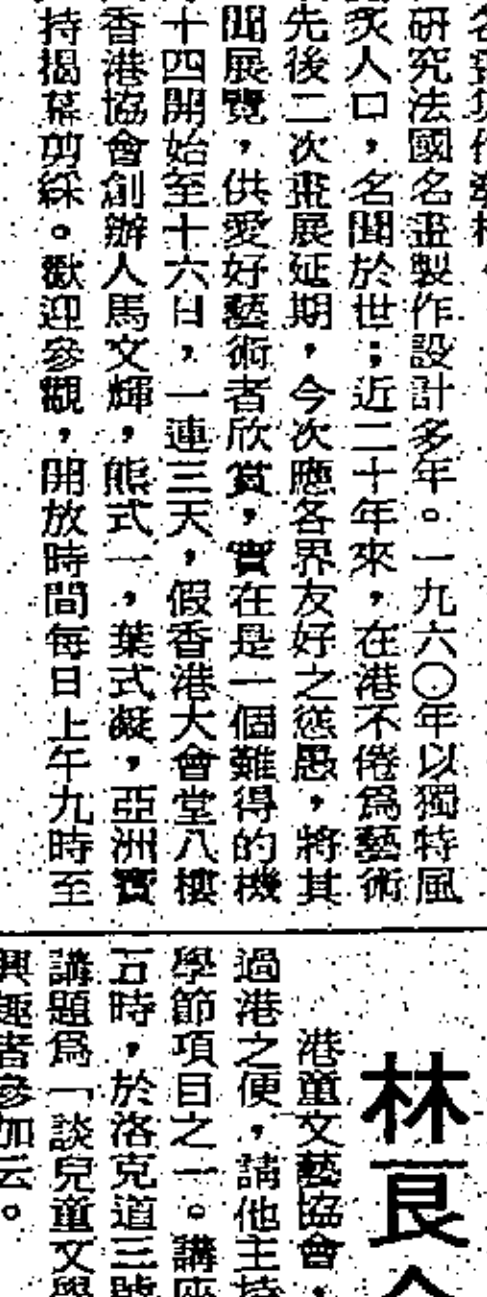 研究法國名畫製作設計多年。一九六〇年以獨特風
炙人口，名聞於世；近二十年來，在港不倦爲藝術
先後二次畫展延期，今次應各界友好之慫恿，將其
聞展覽，供愛好藝術者欣賞，實在是一個難得的機
十四開始至十六日，一連三天，假香港大會堂八樓
香港協會創辦人馬文輝，熊式一，葉式凝，亞洲寶
持揭幕剪綵。歡迎參觀，開放時間每日上午九時至
林良
港童文藝協會，
過港之便，請他主持
學節項目之一。講座
五時，於洛克道三號
講題爲「談兒童文學
興趣者參加云。